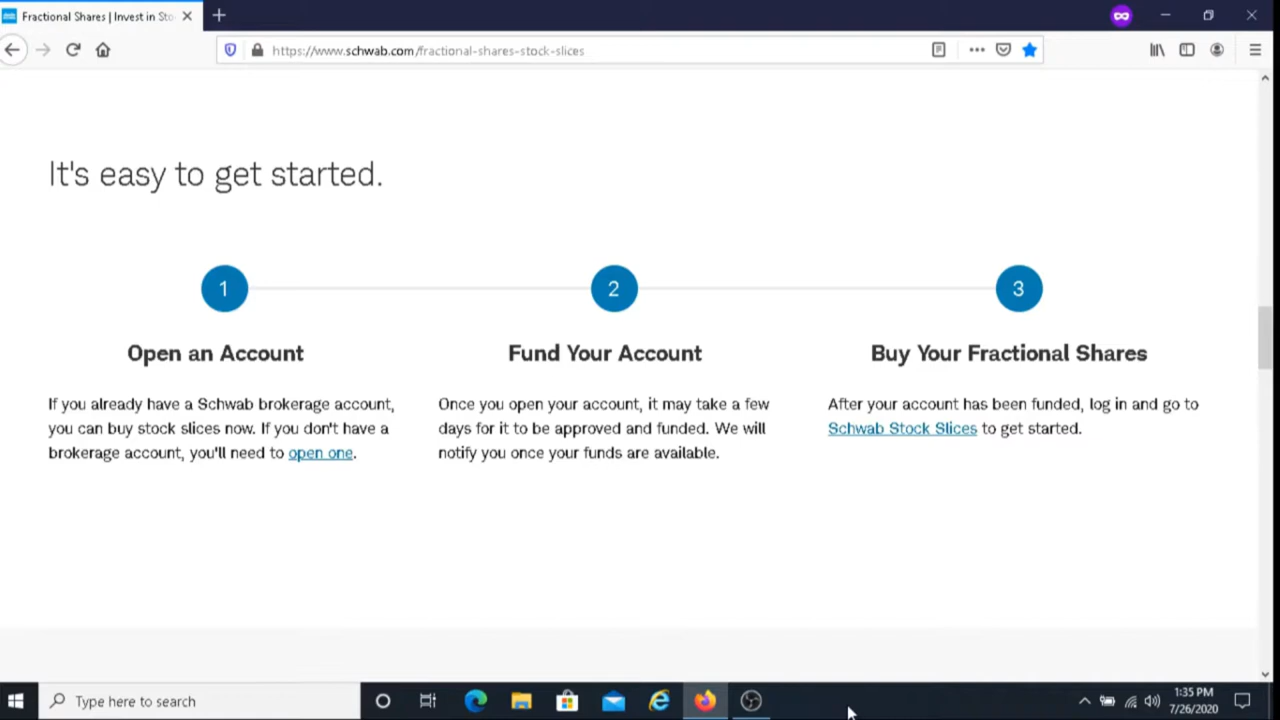 Fractional Shares | Invest in Sto
https://www.schwab.com/fractional-shares-stock-slices
It's easy to get started.
1
2
3
Open an Account
If you already have a Schwab brokerage account,
you can buy stock slices now. If you don't have a
brokerage account, you'll need to open one.
Fund Your Account
Once you open your account, it may take a few
days for it to be approved and funded. We will
notify you once your funds are available.
Buy Your Fractional Shares
After your account has been funded, log in and go to
Schwab Stock Slices to get started.
Type here to search
1:35 PM
7/26/2020